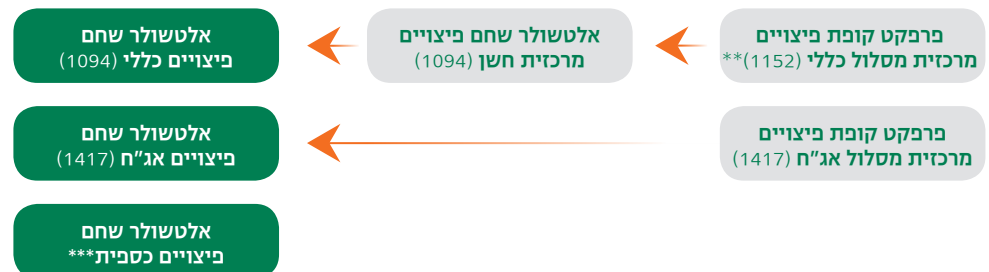 פרפקט קופת פיצויים
מרכזית מסלול כללי (1152)**
אלטשולר שחם פיצויים
מרכזית חשן (1094)
אלטשולר שחם
פיצויים כללי (1094)
פרפקט קופת פיצויים
מרכזית מסלול אג"ח (1417)
אלטשולר שחם
פיצויים אג"ח (1417)
אלטשולר שחם
פיצויים כספית***